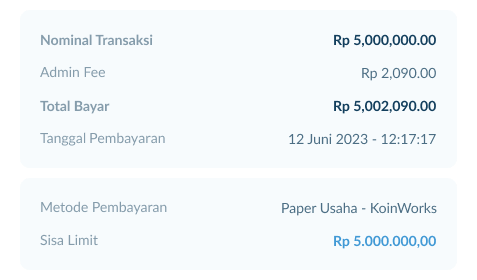 Nominal Transaksi Rp 5,000,000.00
Admin Fee Rp 2,090.00
Total Bayar Rp 5,002,090.00
Tanggal Pembayaran 12 Juni 2023 - 12:17:17
Metode Pembayaran Paper Usaha - KoinWorks
Sisa Limit Rp 5.000.000,00